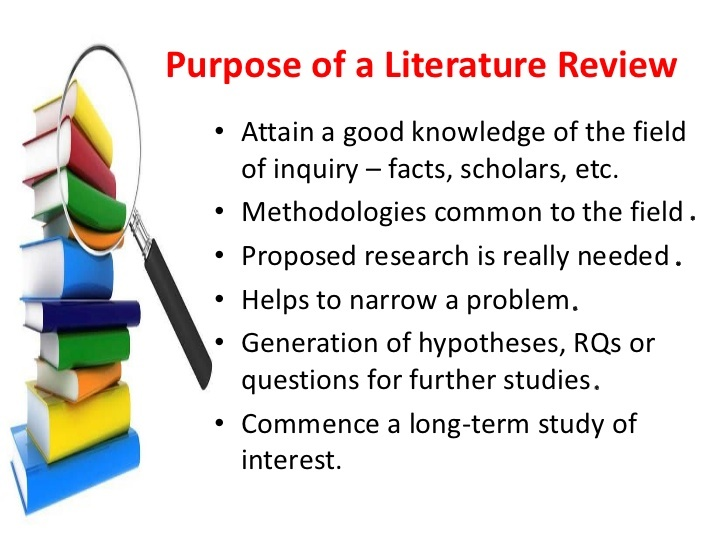 Purpose of a Literature Review
• Attain a good knowledge of the field
of inquiry – facts, scholars, etc.
• Methodologies common to the field .
• Proposed research is really needed .
• Helps to narrow a problem.
• Generation of hypotheses, RQs or
questions for further studies.
• Commence a long-term study of
interest.